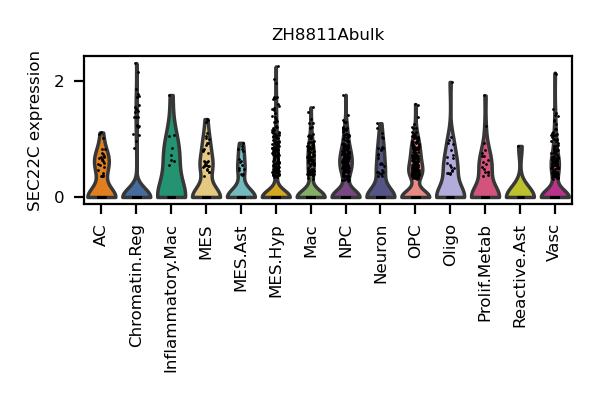 ZH8811Abulk
SEC22C expression
2
0
AC
Chromatin.Reg
Inflammatory.Mac
MES
MES.Ast
MES.Hyp
Mac
NPC
Neuron
OPC
Oligo
Prolif.Metab
Reactive.Ast
Vasc